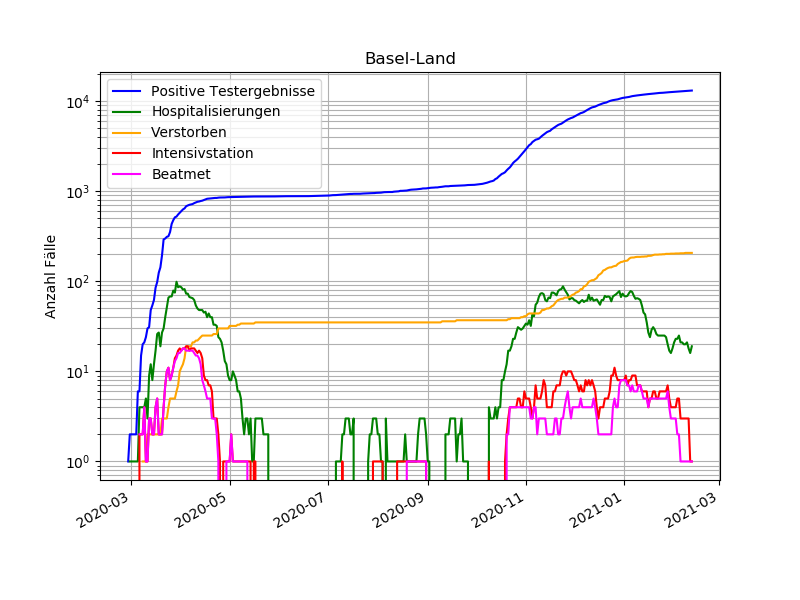 Basel-Land
Positive Testergebnisse
Hospitalisierungen
Verstorben
Intensivstation
Beatmet
Anzahl Fälle
10⁴
10³
10²
10¹
10⁰
2020-03
2020-05
2020-07
2020-09
2020-11
2021-01
2021-03